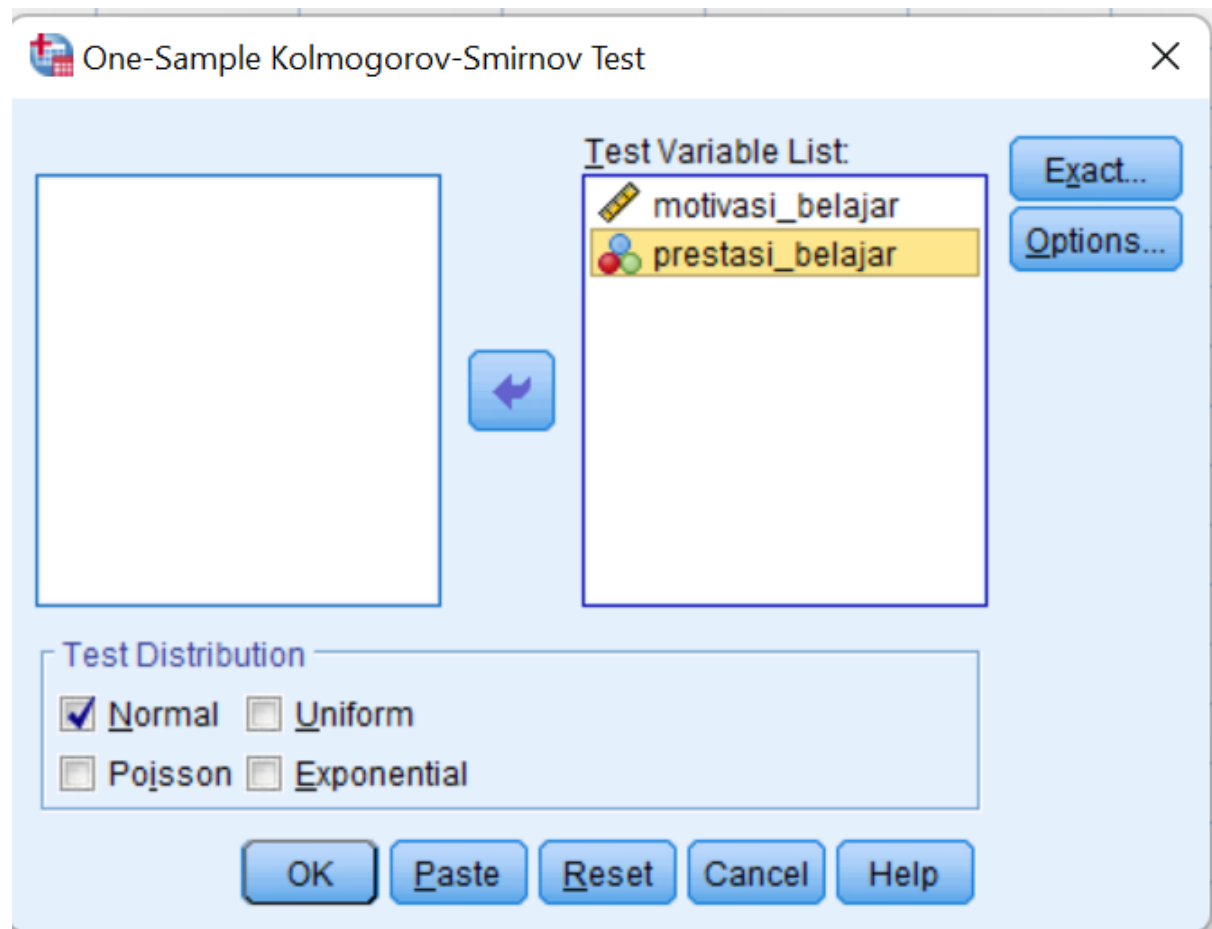 One-Sample Kolmogorov-Smirnov Test
Test Variable List:
motivasi_belajar
prestasi_belajar
Exact...
Options...
Test Distribution
Normal Uniform
Poisson Exponential
OK Paste Reset Cancel Help